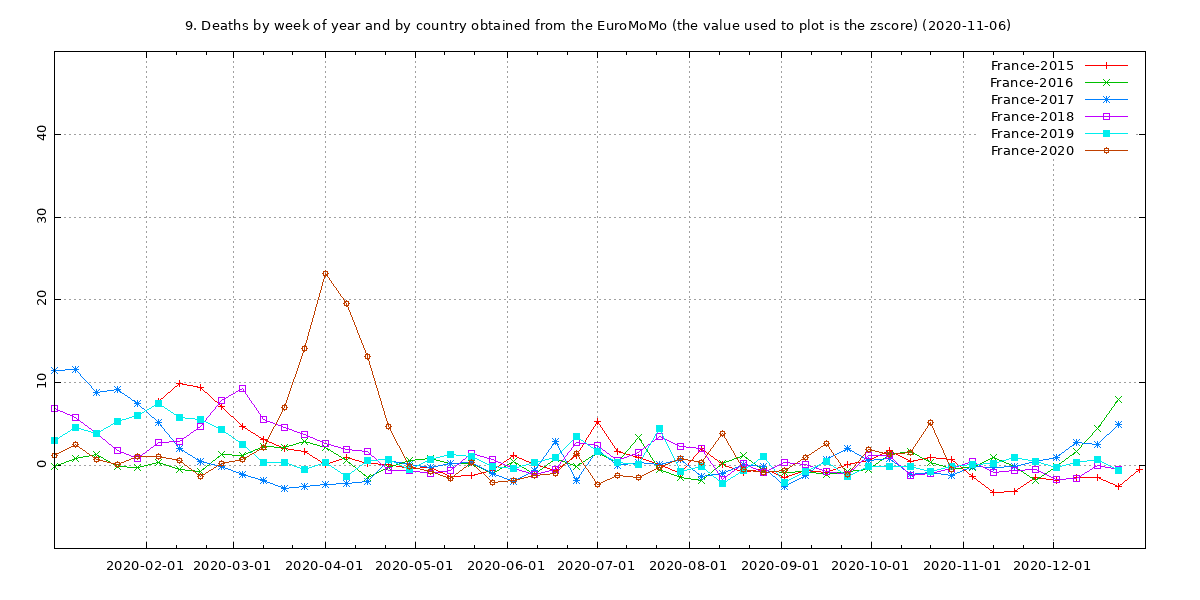 9. Deaths by week of year and by country obtained from the EuroMoMo (the value used to plot is the zscore) (2020-11-06)
France-2015
France-2016
France-2017
France-2018
France-2019
France-2020
40
30
20
10
0
2020-02-01 2020-03-01 2020-04-01 2020-05-01 2020-06-01 2020-07-01 2020-08-01 2020-09-01 2020-10-01 2020-11-01 2020-12-01